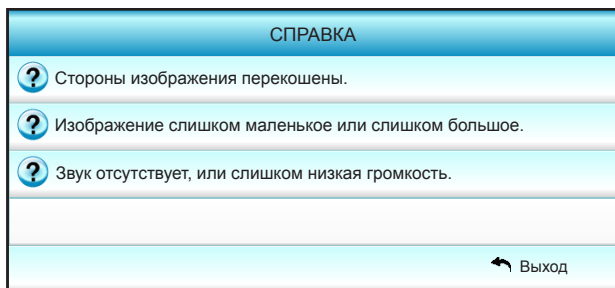 СПРАВКА
? Стороны изображения перекошены.
? Изображение слишком маленькое или слишком большое.
? Звук отсутствует, или слишком низкая громкость.
Выход